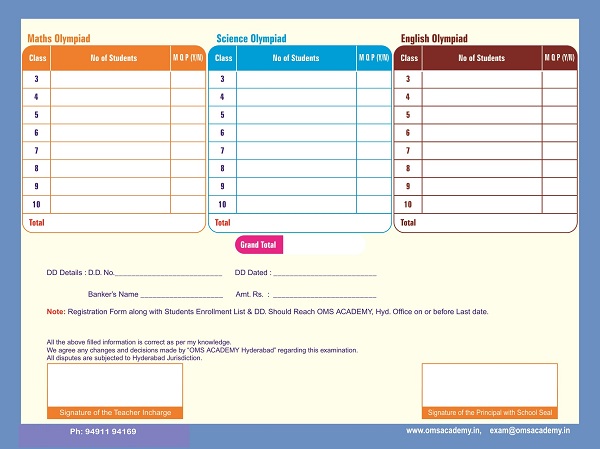 Maths Olympiad
Class No of Students M Q P (Y/N)
3
4
5
6
7
8
9
10
Total
Science Olympiad
Class No of Students M Q P (Y/N)
3
4
5
6
7
8
9
10
Total
English Olympiad
Class No of Students M Q P (Y/N)
3
4
5
6
7
8
9
10
Total
Grand Total
DD Details : D.D. No.____________________________ DD Dated : ___________________________
Banker's Name _____________________ Amt. Rs. : ___________________________
Note: Registration Form along with Students Enrollment List & DD. Should Reach OMS ACADEMY, Hyd. Office on or before Last date.
All the above filled information is correct as per my knowledge.
We agree any changes and decisions made by "OMS ACADEMY Hyderabad" regarding this examination.
All disputes are subjected to Hyderabad Jurisdiction.
Signature of the Teacher Incharge
Signature of the Principal with School Seal
Ph: 94911 94169
www.omsacademy.in, exam@omsacademy.in